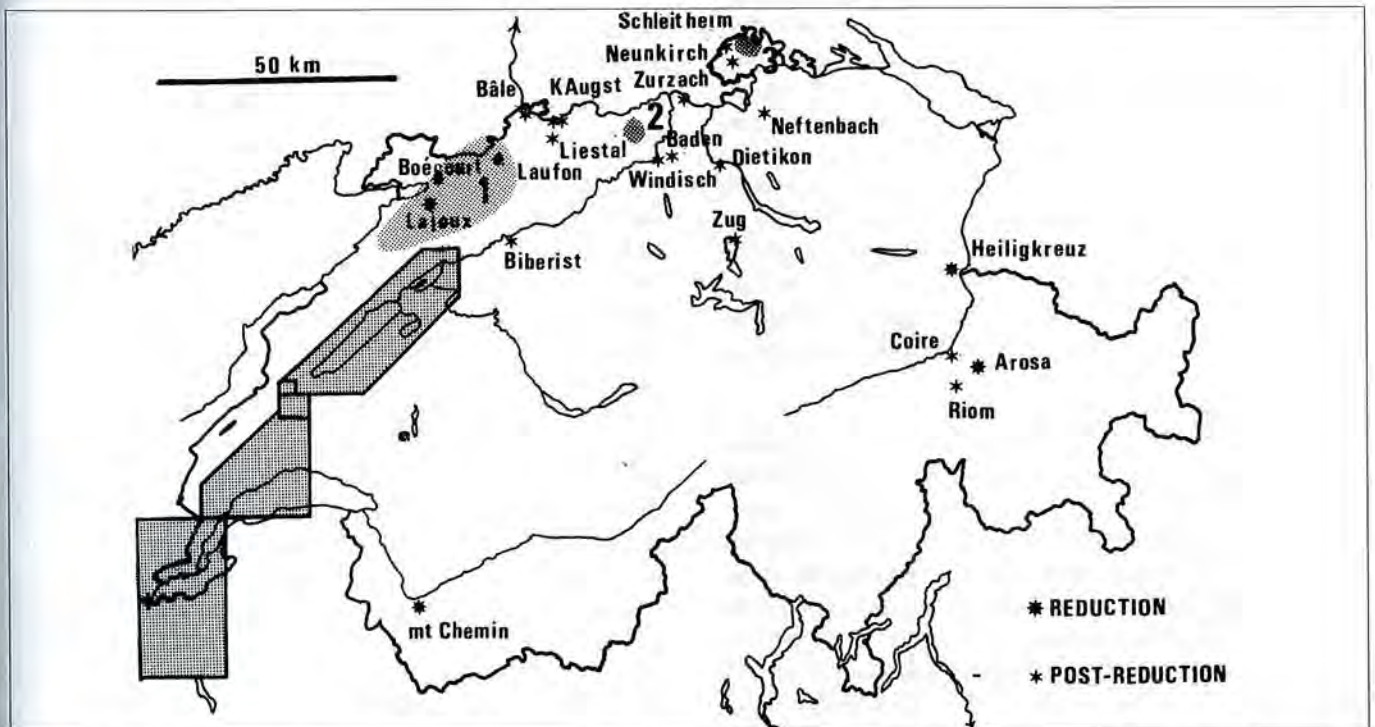 Schleitheim
50 km
Neunkirch
3
Bâle
KAugst
Zurzach
2
Neftenbach
Baden
Liestal
Dietikon
Boécourt
Laufon
Windisch
1
Lajoux
Zug
Biberist
Heiligkreuz
Coire
Arosa
Riom
mt Chemin
REDUCTION
POST-REDUCTION